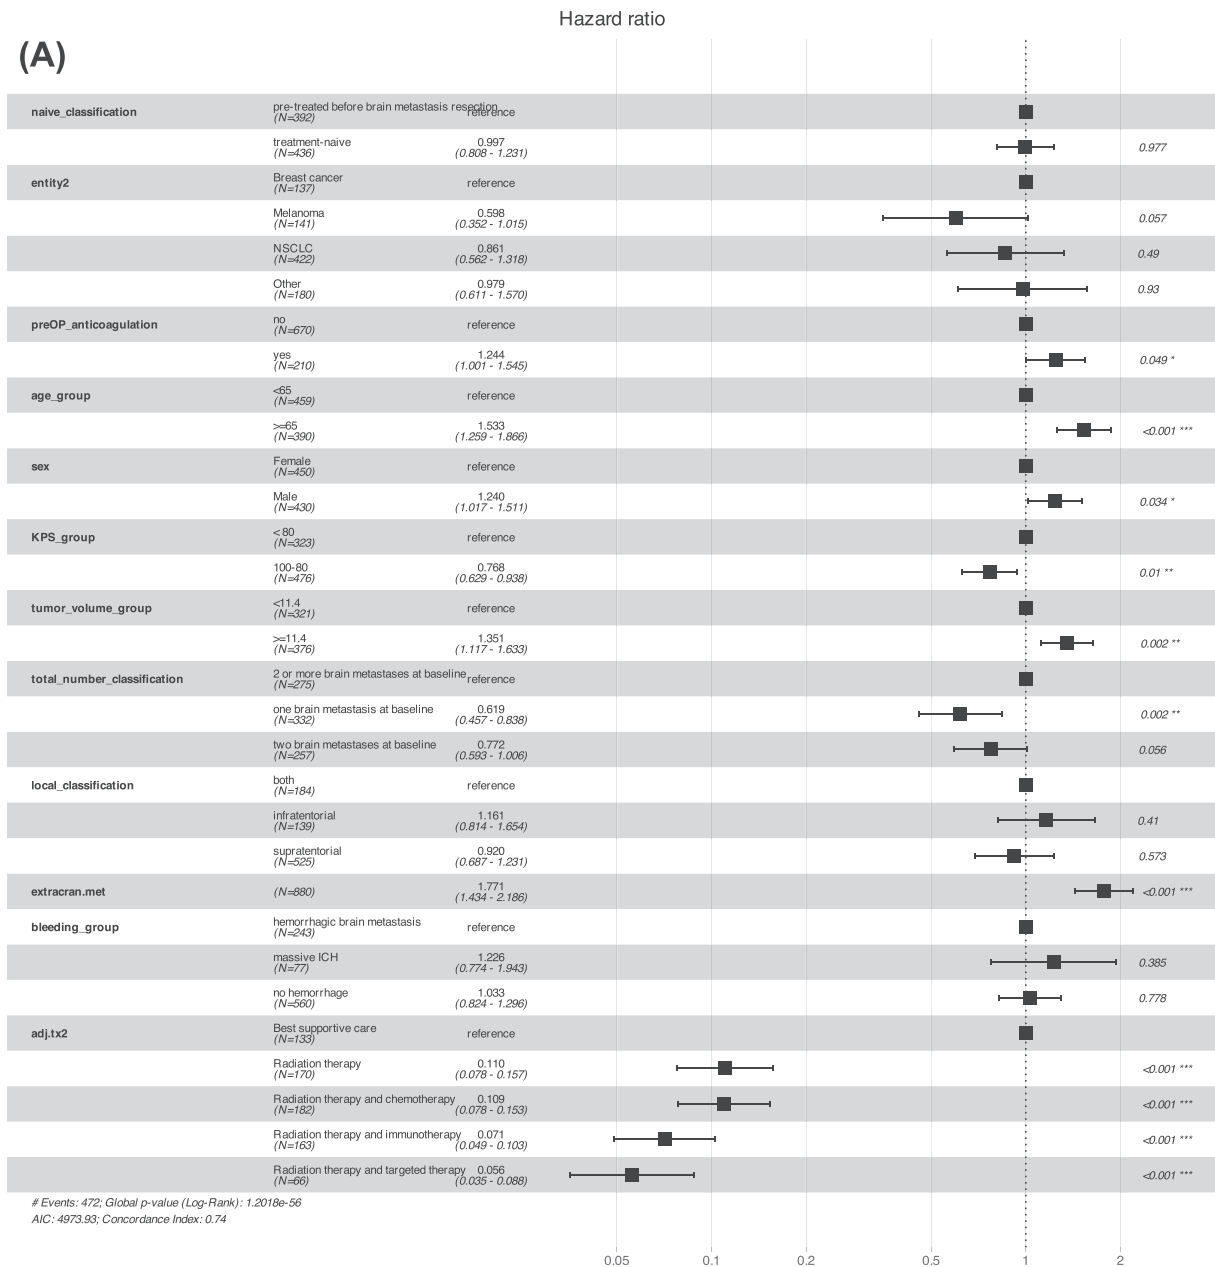 Hazard ratio
(A)
naive_classification pre-treated before brain metastasis resection reference
(N=392)
treatment-naive 0.997
(N=436) (0.808 - 1.231) 0.977
entity2 Breast cancer reference
(N=137)
Melanoma 0.598
(N=141) (0.352 - 1.015) 0.057
NSCLC 0.861
(N=422) (0.562 - 1.318) 0.49
Other 0.979
(N=180) (0.611 - 1.570) 0.93
preOP_anticoagulation no reference
(N=670)
yes 1.244
(N=210) (1.001 - 1.545) 0.049 *
age_group <65 reference
(N=459)
>=65 1.533
(N=390) (1.259 - 1.866) <0.001 ***
sex Female reference
(N=450)
Male 1.240
(N=430) (1.017 - 1.511) 0.034 *
KPS_group < 80 reference
(N=323)
100-80 0.768
(N=476) (0.629 - 0.938) 0.01 **
tumor_volume_group <11.4 reference
(N=321)
>=11.4 1.351
(N=376) (1.117 - 1.633) 0.002 **
total_number_classification 2 or more brain metastases at baseline reference
(N=275)
one brain metastasis at baseline 0.619
(N=332) (0.457 - 0.838) 0.002 **
two brain metastases at baseline 0.772
(N=257) (0.593 - 1.006) 0.056
local_classification both reference
(N=184)
infratentorial 1.161
(N=139) (0.814 - 1.654) 0.41
supratentorial 0.920
(N=525) (0.687 - 1.231) 0.573
extracran.met (N=880) 1.771
(1.434 - 2.186) <0.001 ***
bleeding_group hemorrhagic brain metastasis reference
(N=243)
massive ICH 1.226
(N=77) (0.774 - 1.943) 0.385
no hemorrhage 1.033
(N=560) (0.824 - 1.296) 0.778
adj.tx2 Best supportive care reference
(N=133)
Radiation therapy 0.110
(N=170) (0.078 - 0.157) <0.001 ***
Radiation therapy and chemotherapy 0.109
(N=182) (0.078 - 0.153) <0.001 ***
Radiation therapy and immunotherapy 0.071
(N=163) (0.049 - 0.103) <0.001 ***
Radiation therapy and targeted therapy 0.056
(N=66) (0.035 - 0.088) <0.001 ***
# Events: 472; Global p-value (Log-Rank): 1.2018e-56
AIC: 4973.93; Concordance Index: 0.74
0.05 0.1 0.2 0.5 1 2